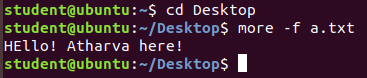 student@ubuntu:~$ cd Desktop
student@ubuntu:~/Desktop$ more -f a.txt
HEllo! Atharva here!
student@ubuntu:~/Desktop$